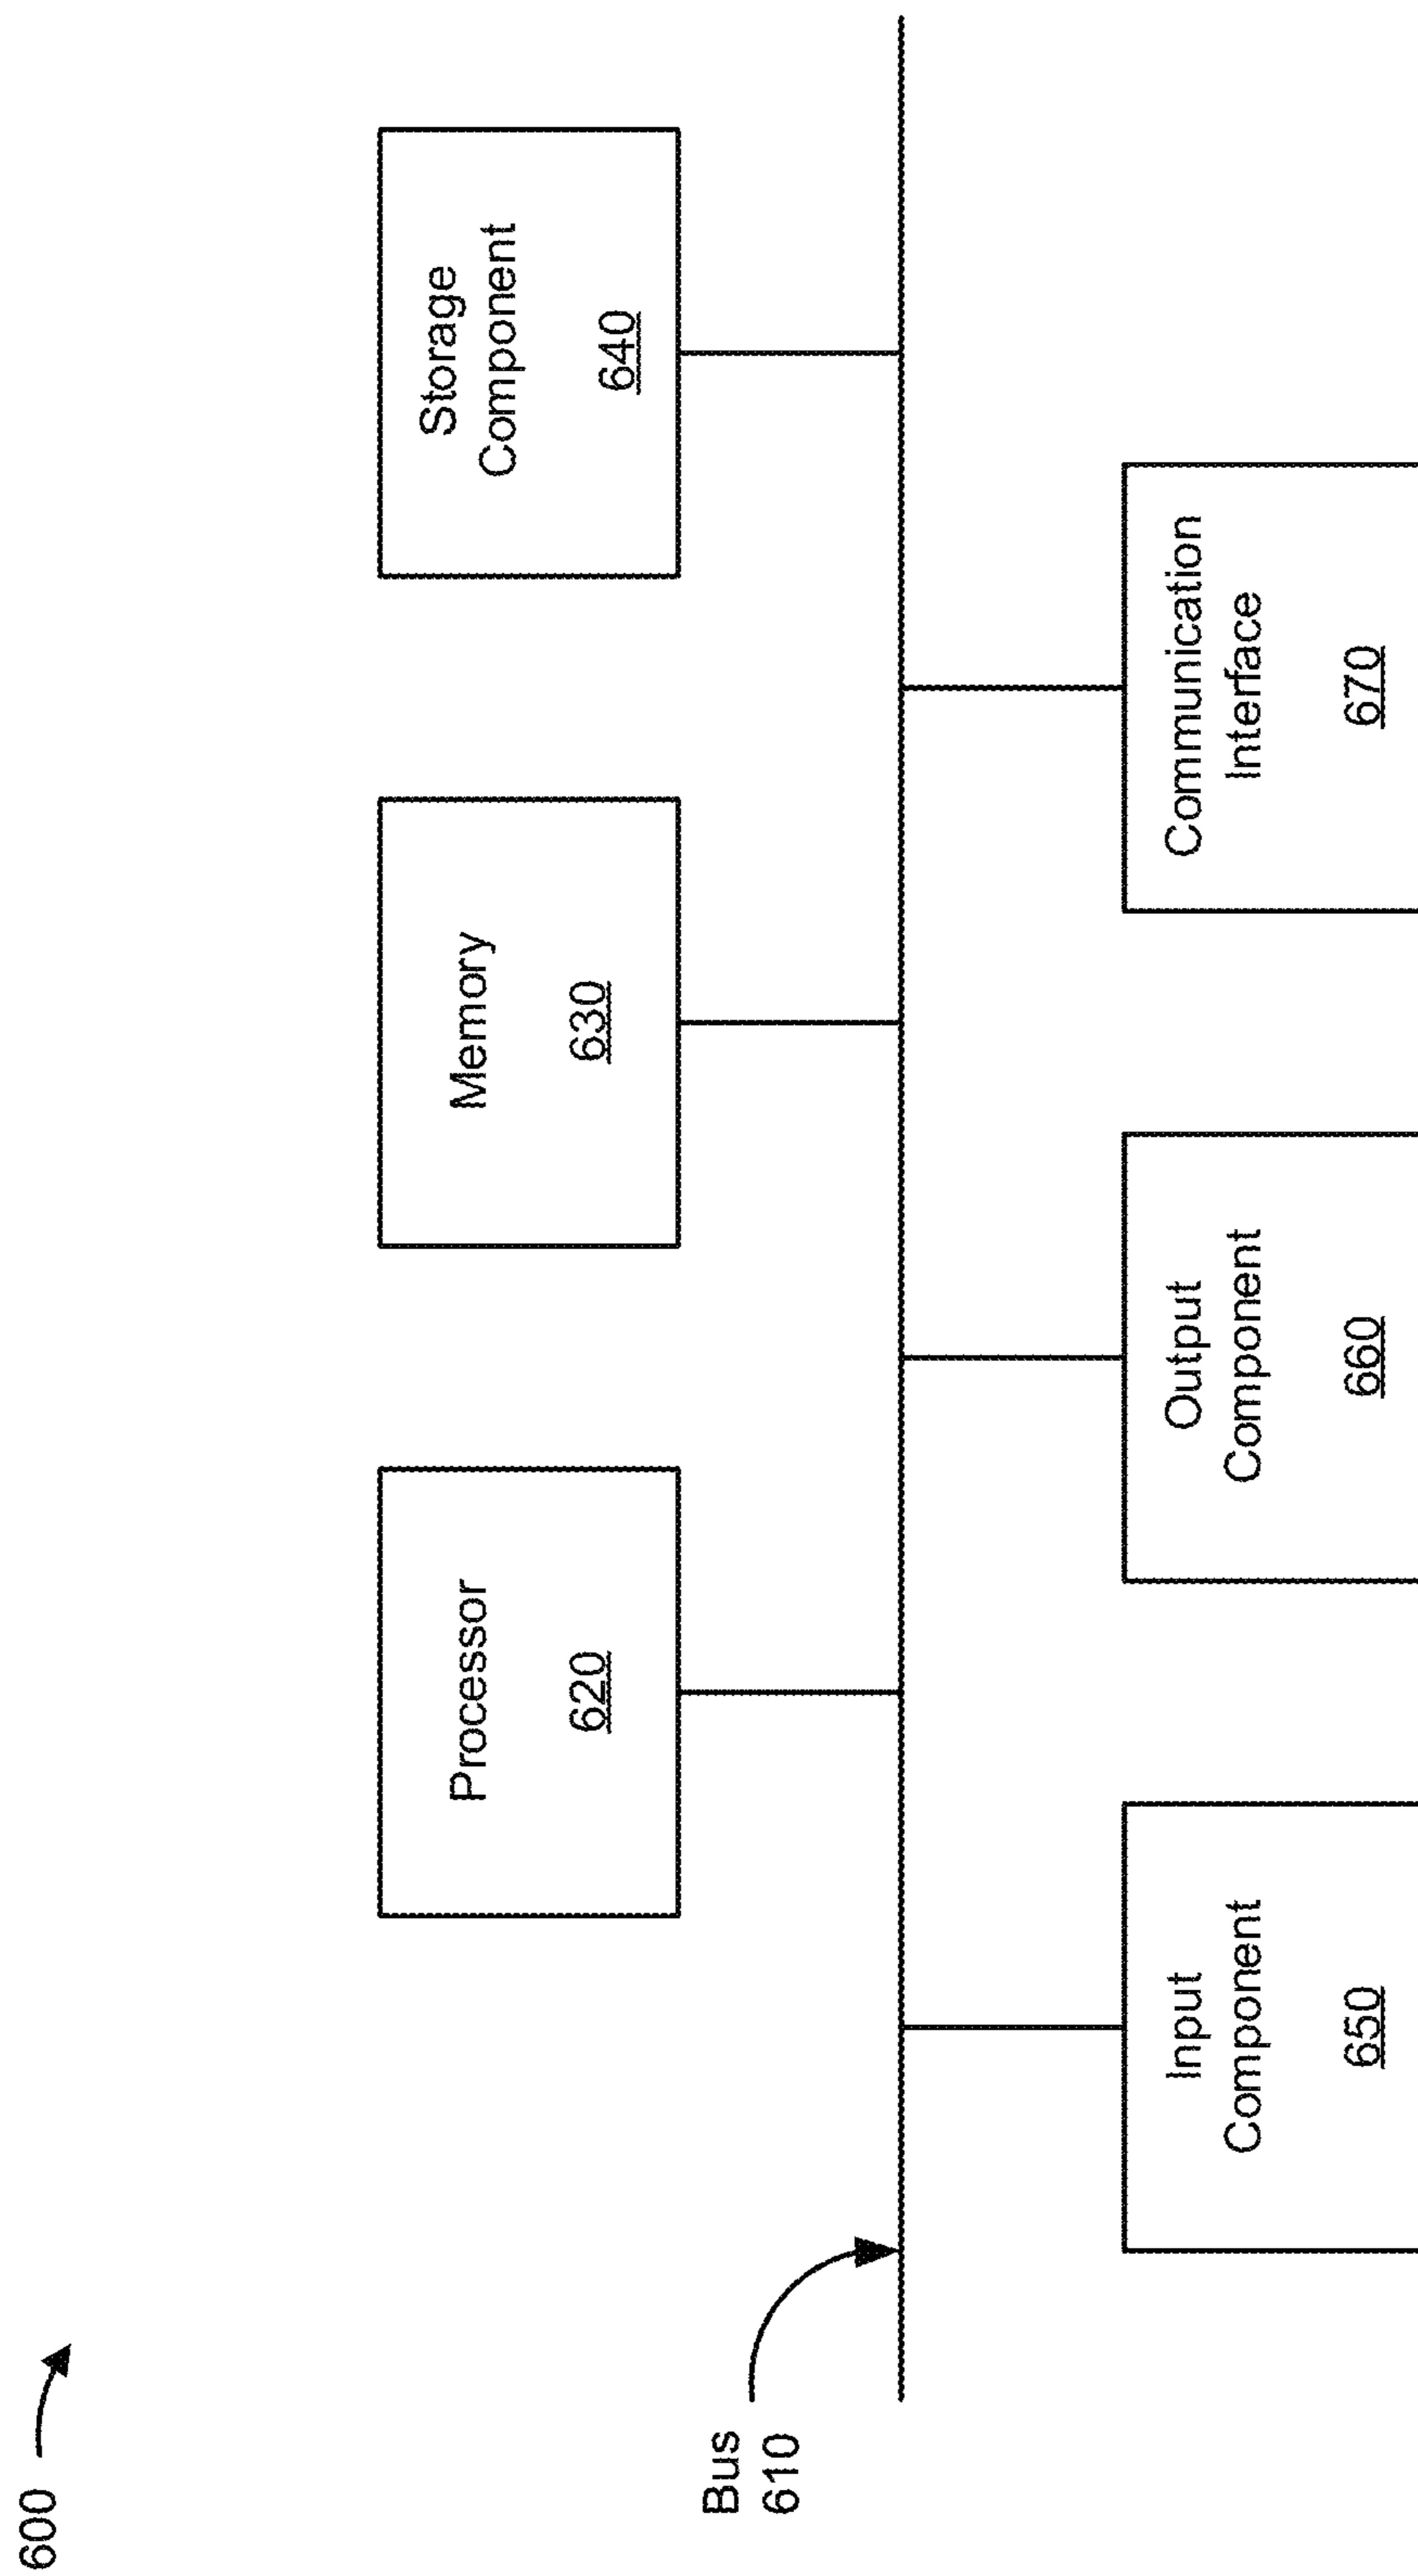 600
Processor
620
Memory
630
Storage
Component
640
Bus
610
Input
Component
650
Output
Component
660
Communication
Interface
670